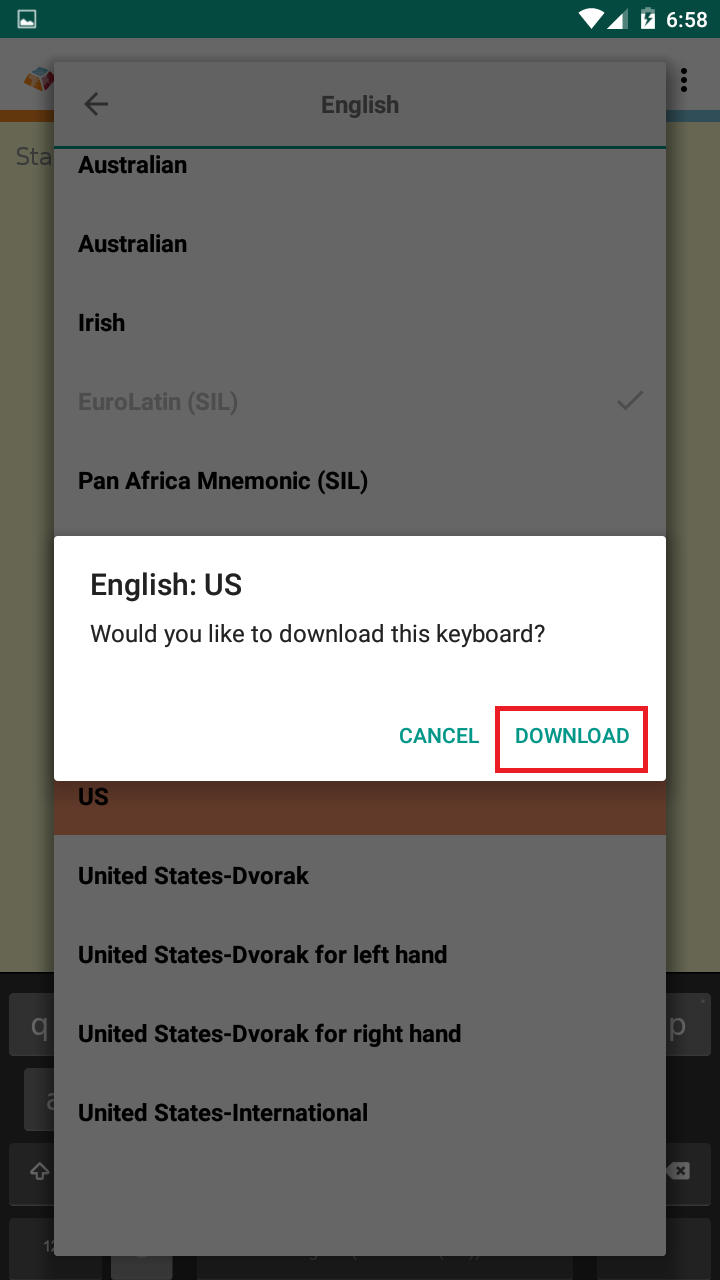 6:58
English
Sta
Australian
Australian
Irish
EuroLatin (SIL)
Pan Africa Mnemonic (SIL)
English: US
Would you like to download this keyboard?
CANCEL DOWNLOAD
US
United States-Dvorak
United States-Dvorak for left hand
q p
United States-Dvorak for right hand
a
United States-International
12